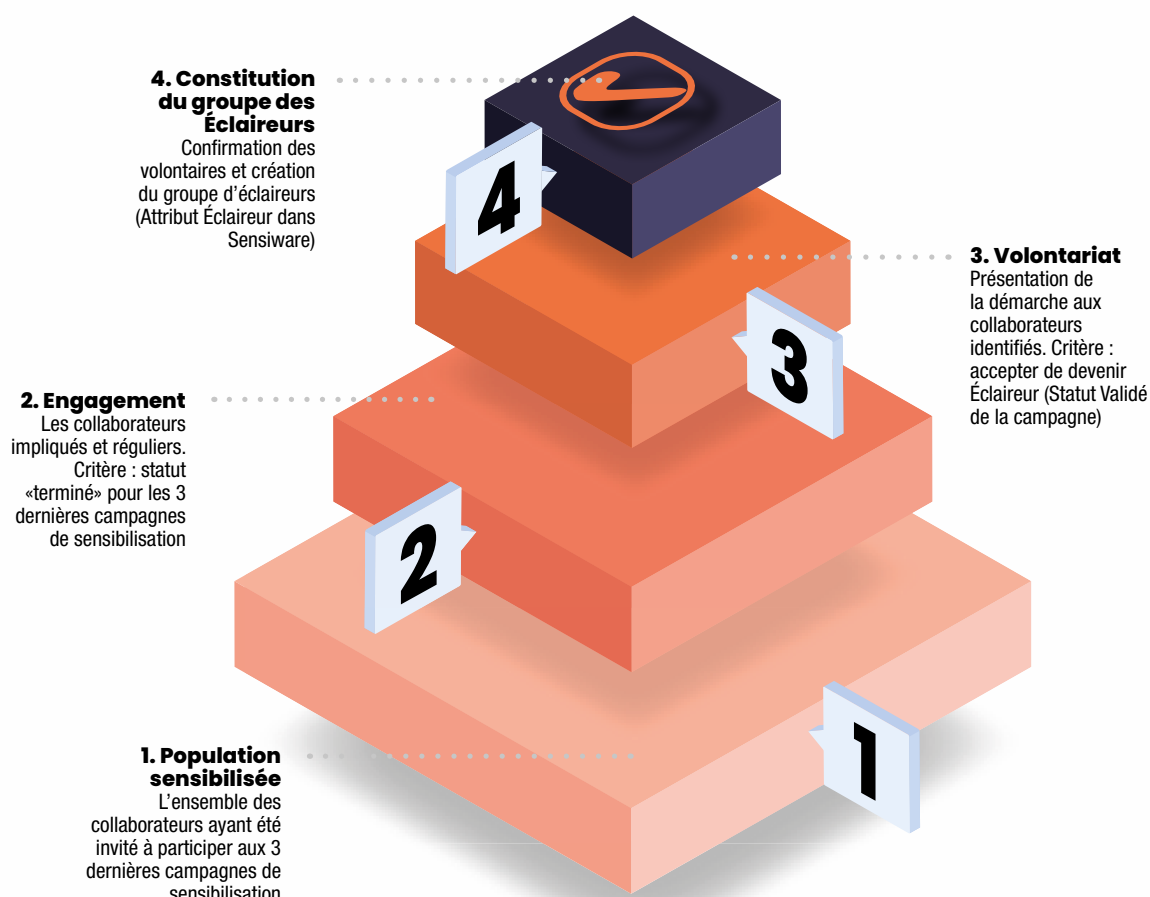 4. Constitution
du groupe des
Éclaireurs
Confirmation des
volontaires et création
du groupe d’éclaireurs
(Attribut Éclaireur dans
Sensiware)
4
3. Volontariat
Présentation de
la démarche aux
collaborateurs
identifiés. Critère :
accepter de devenir
Éclaireur (Statut Validé
de la campagne)
3
2. Engagement
Les collaborateurs
impliqués et réguliers.
Critère : statut
«terminé» pour les 3
dernières campagnes
de sensibilisation
2
1. Population
sensibilisée
L’ensemble des
collaborateurs ayant été
invité à participer aux 3
dernières campagnes de
sensibilisation
1